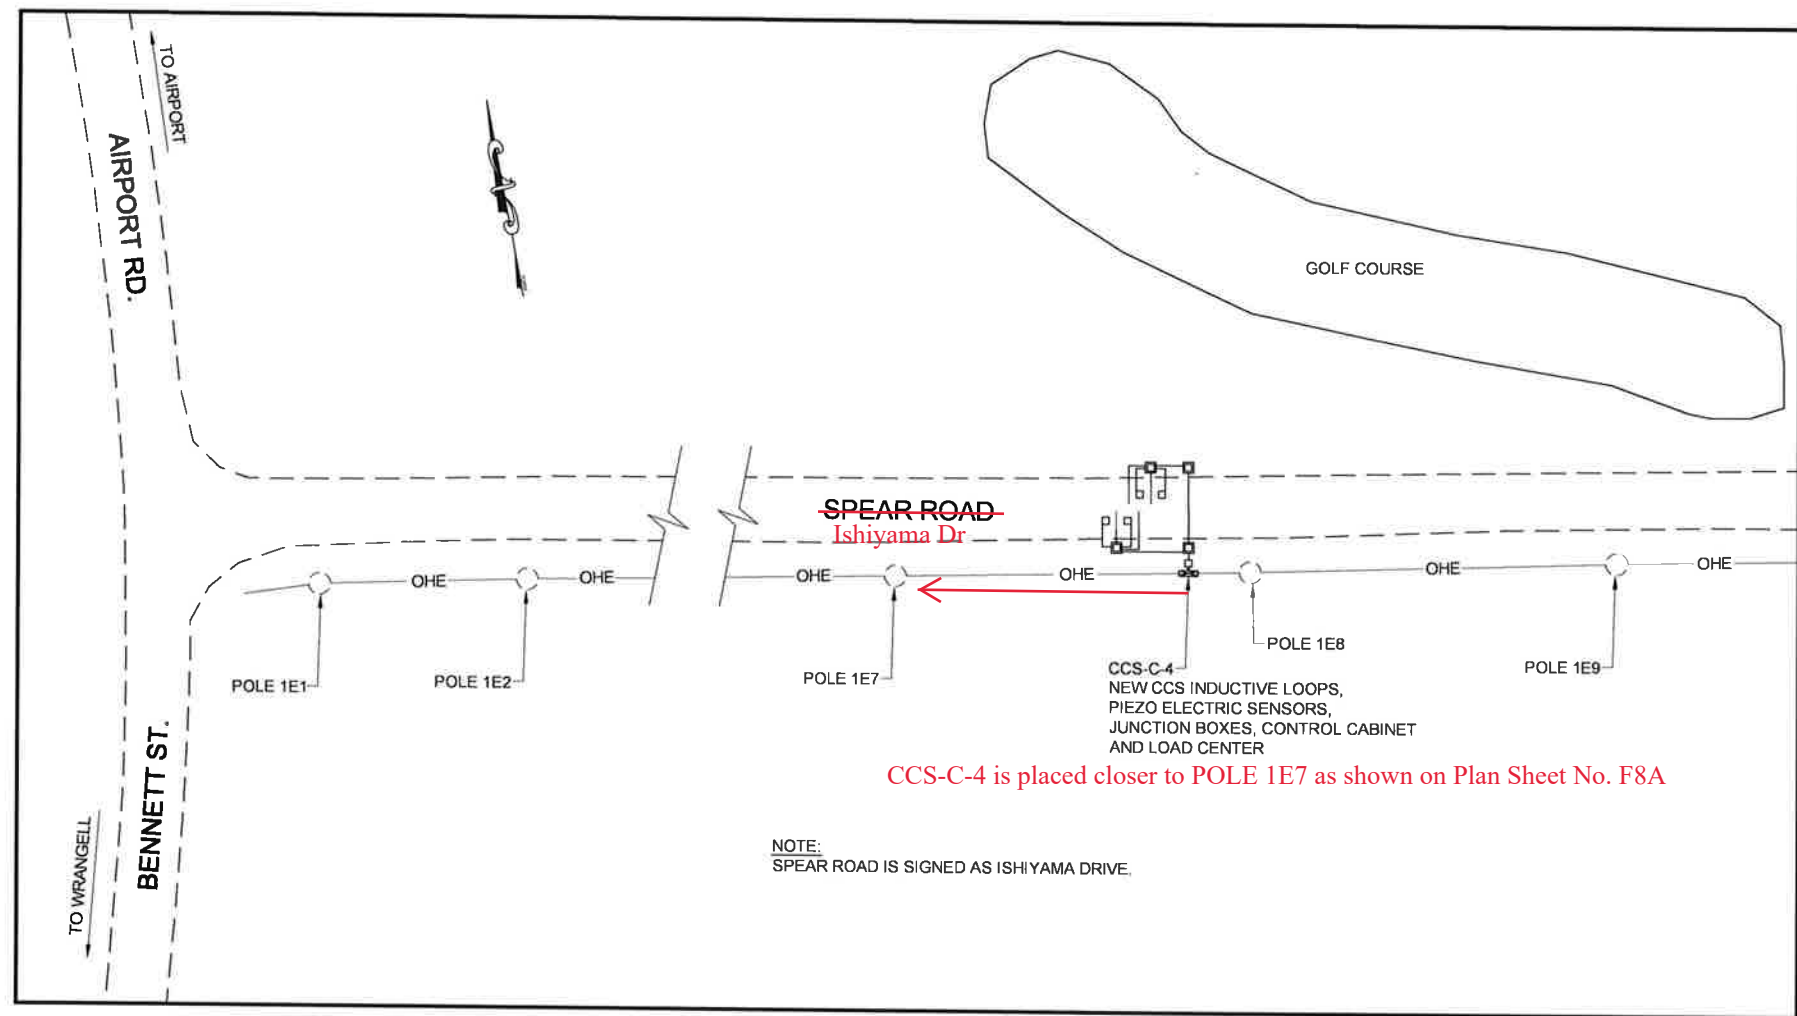 TO AIRPORT
AIRPORT RD.
GOLF COURSE
SPEAR ROAD
Ishiyama Dr
OHE
OHE
OHE
OHE
OHE
OHE
POLE 1E1
POLE 1E2
POLE 1E7
POLE 1E8
POLE 1E9
CCS-C-4
NEW CCS INDUCTIVE LOOPS,
PIEZO ELECTRIC SENSORS,
JUNCTION BOXES, CONTROL CABINET
AND LOAD CENTER
CCS-C-4 is placed closer to POLE 1E7 as shown on Plan Sheet No. F8A
BENNETT ST.
TO WRANGELL
NOTE:
SPEAR ROAD IS SIGNED AS ISHIYAMA DRIVE.